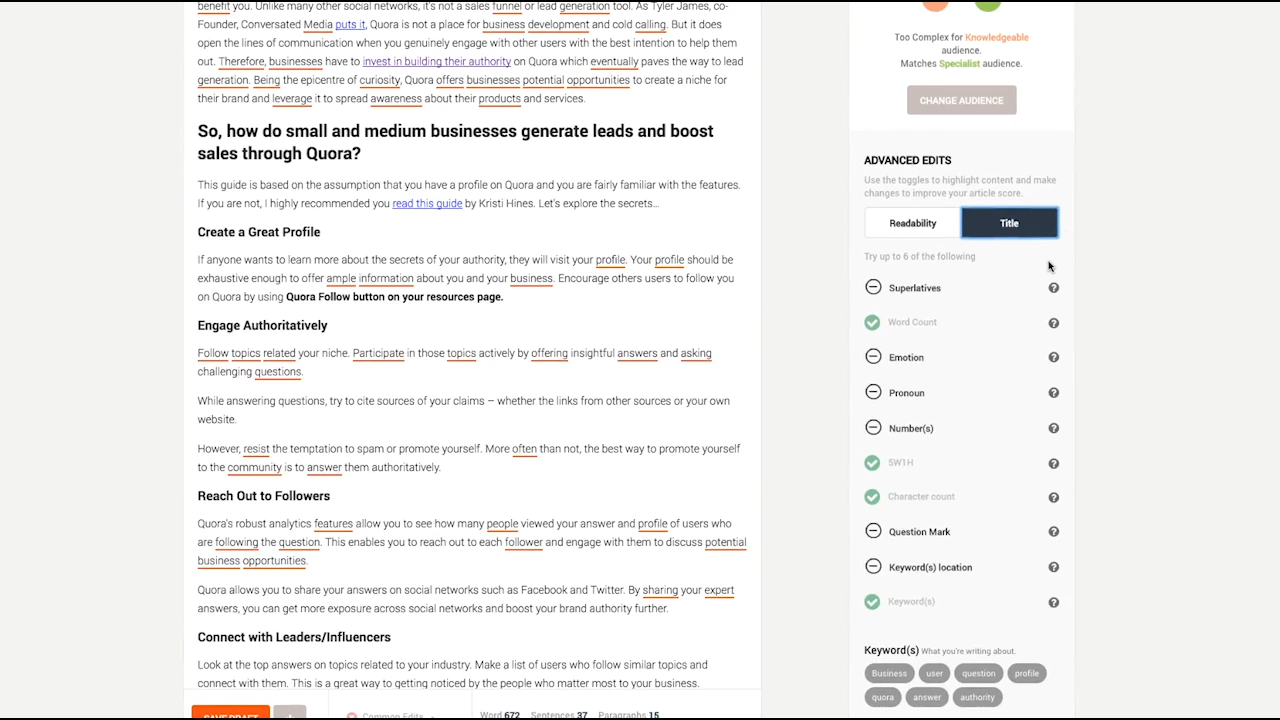 benefit you. Unlike many other social networks, it's not a sales funnel or lead generation tool. As Tyler James, co-
Founder, Conversated Media puts it, Quora is not a place for business development and cold calling. But it does
open the lines of communication when you genuinely engage with other users with the best intention to help them
out. Therefore, businesses have to invest in building their authority on Quora which eventually paves the way to lead
generation. Being the epicentre of curiosity, Quora offers businesses potential opportunities to create a niche for
their brand and leverage it to spread awareness about their products and services.
So, how do small and medium businesses generate leads and boost
sales through Quora?
This guide is based on the assumption that you have a profile on Quora and you are fairly familiar with the features.
If you are not, I highly recommended you read this guide by Kristi Hines. Let's explore the secrets...
Create a Great Profile
If anyone wants to learn more about the secrets of your authority, they will visit your profile. Your profile should be
exhaustive enough to offer ample information about you and your business. Encourage others users to follow you
on Quora by using Quora Follow button on your resources page.
Engage Authoritatively
Follow topics related your niche. Participate in those topics actively by offering insightful answers and asking
challenging questions.
While answering questions, try to cite sources of your claims – whether the links from other sources or your own
website.
However, resist the temptation to spam or promote yourself. More often than not, the best way to promote yourself
to the community is to answer them authoritatively.
Reach Out to Followers
Quora's robust analytics features allow you to see how many people viewed your answer and profile of users who
are following the question. This enables you to reach out to each follower and engage with them to discuss potential
business opportunities.
Quora allows you to share your answers on social networks such as Facebook and Twitter. By sharing your expert
answers, you can get more exposure across social networks and boost your brand authority further.
Connect with Leaders/Influencers
Look at the top answers on topics related to your industry. Make a list of users who follow similar topics and
connect with them. This is great way to getting noticed by the people who matter most to your business.
SAVE DRAFT
Common Edits
Word 672 Sentences 37 Paragraphs 15
Too Complex for Knowledgeable
audience.
Matches Specialist audience.
CHANGE AUDIENCE
ADVANCED EDITS
Use the toggles to highlight content and make
changes to improve your article score.
Readability Title
Try up to 6 of the following
Superlatives ?
Word Count ?
Emotion ?
Pronoun ?
Number(s) ?
5W1H ?
Character count ?
Question Mark ?
Keyword(s) location ?
Keyword(s) ?
Keyword(s) What you're writing about.
Business user question profile
quora answer authority